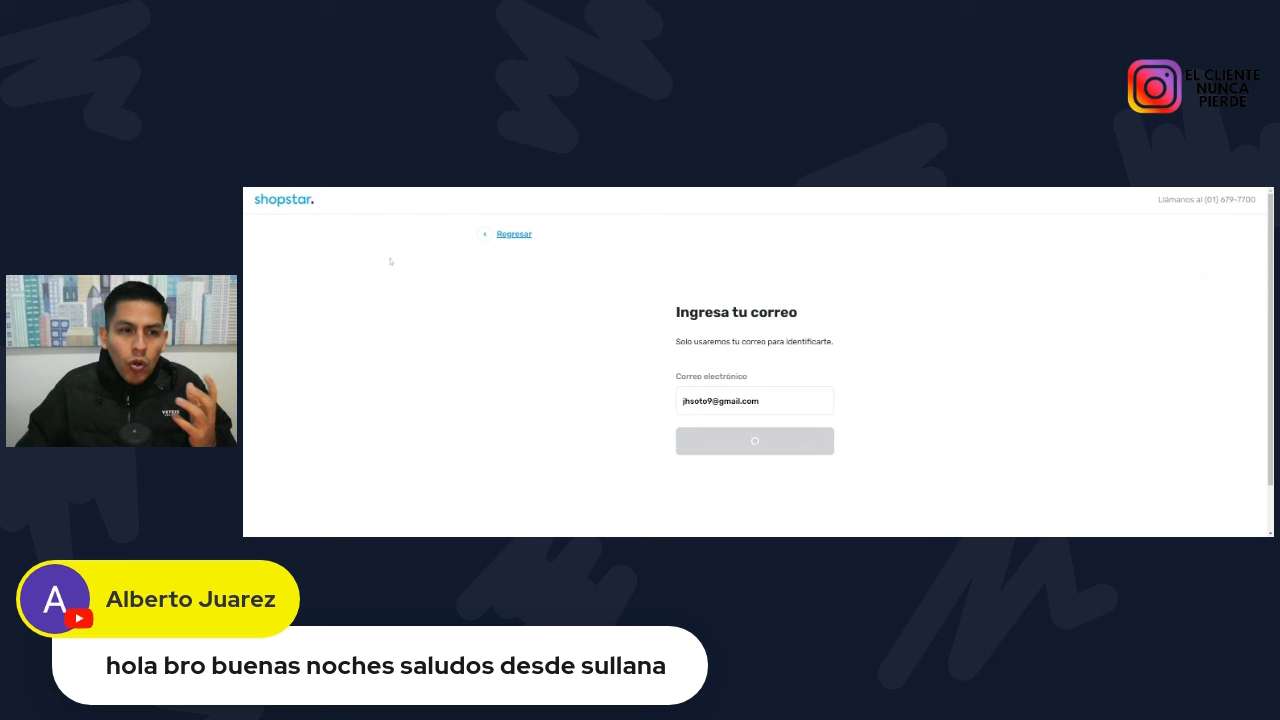 EL CLIENTE
NUNCA
PIERDE
shopstar.
Llámanos al (01) 679-7700
Regresar
Ingresa tu correo
Solo usaremos tu correo para identificarte.
Correo electrónico
jhsoto9@gmail.com
A
Alberto Juarez
hola bro buenas noches saludos desde sullana